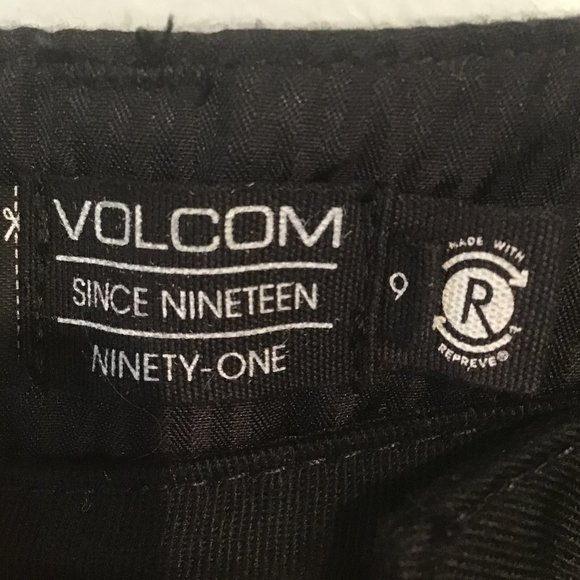 VOLCOM
SINCE NINETEEN
NINETY-ONE
9
MADE WITH
R
REPREVE®